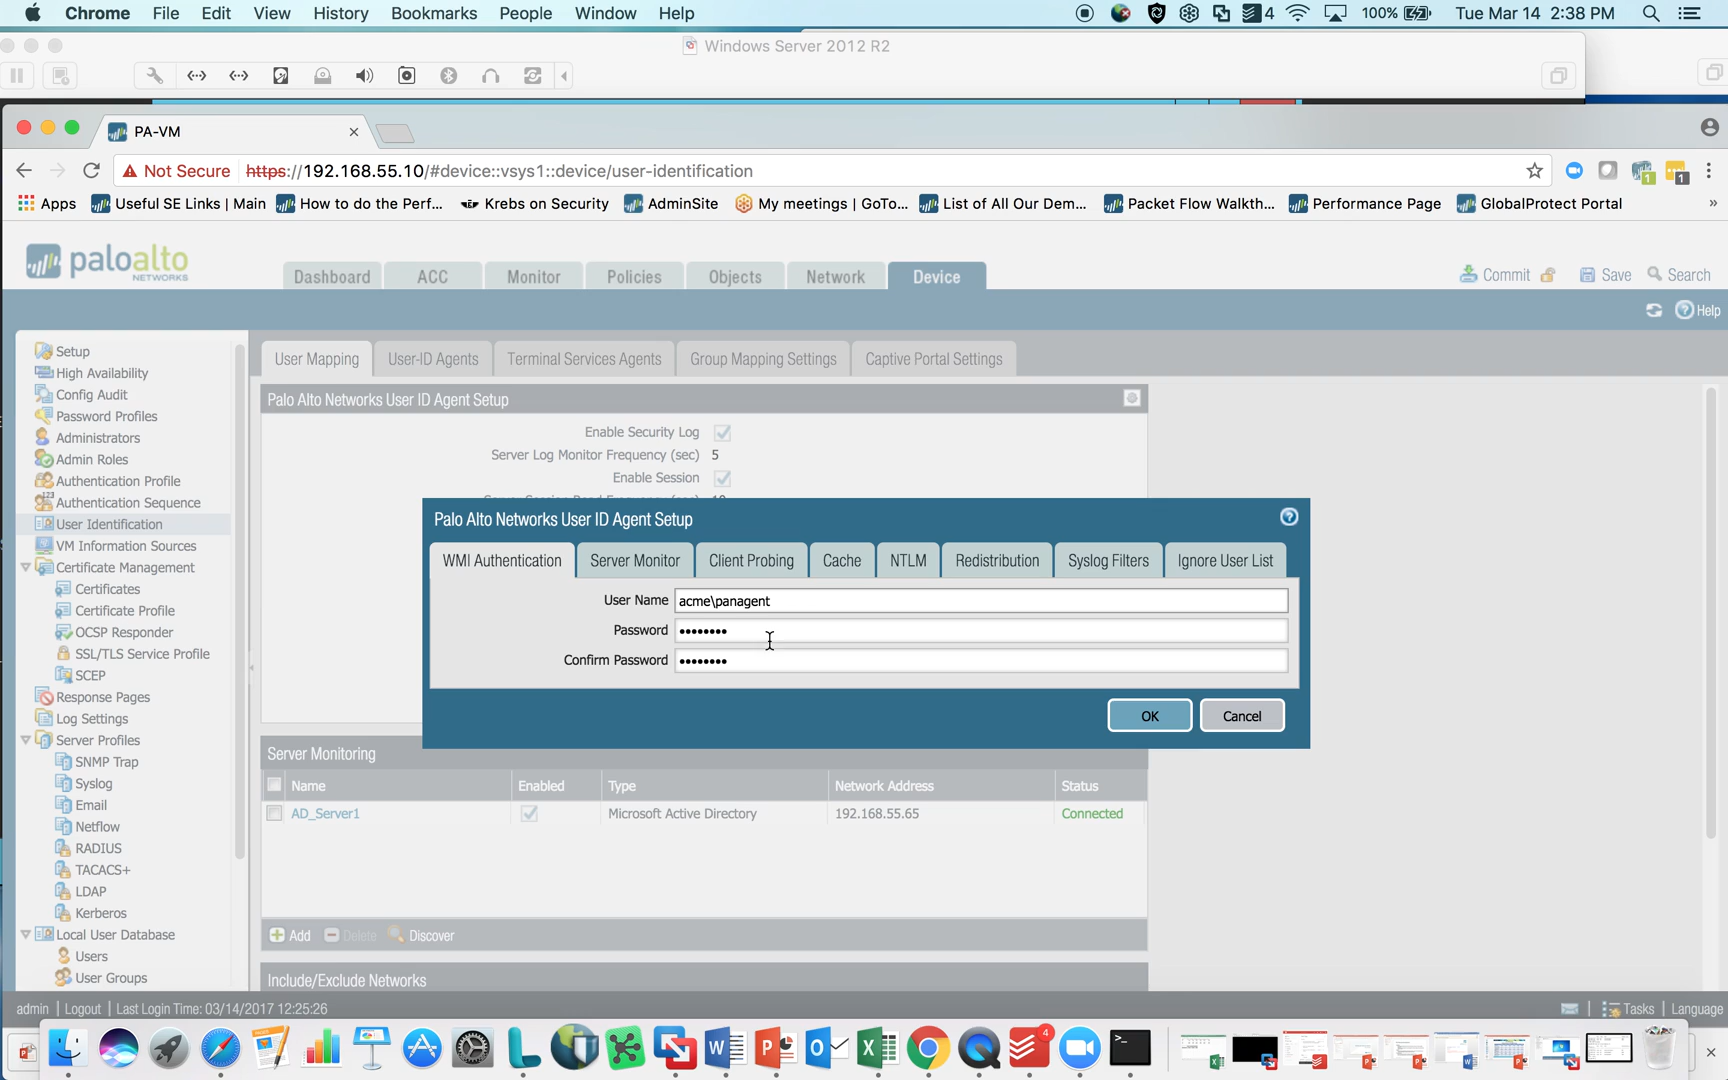 Chrome File Edit View History Bookmarks People Window Help 4 100% Tue Mar 14 2:38 PM
Windows Server 2012 R2
PA-VM
Not Secure https://192.168.55.10/#device::vsys1::device/user-identification
Apps Useful SE Links | Main How to do the Perf... Krebs on Security AdminSite My meetings | GoTo... List of All Our Dem... Packet Flow Walkth... Performance Page GlobalProtect Portal »
paloalto
NETWORKS
Dashboard ACC Monitor Policies Objects Network Device
Commit Save Search
Help
Setup
High Availability
Config Audit
Password Profiles
Administrators
Admin Roles
Authentication Profile
Authentication Sequence
User Identification
VM Information Sources
Certificate Management
Certificates
Certificate Profile
OCSP Responder
SSL/TLS Service Profile
SCEP
Response Pages
Log Settings
Server Profiles
SNMP Trap
Syslog
Email
Netflow
RADIUS
TACACS+
LDAP
Kerberos
Local User Database
Users
User Groups
User Mapping User-ID Agents Terminal Services Agents Group Mapping Settings Captive Portal Settings
Palo Alto Networks User ID Agent Setup
Enable Security Log
Server Log Monitor Frequency (sec) 5
Enable Session
Palo Alto Networks User ID Agent Setup
WMI Authentication Server Monitor Client Probing Cache NTLM Redistribution Syslog Filters Ignore User List
User Name acme\panagent
Password ••••••••
Confirm Password ••••••••
OK Cancel
Server Monitoring
Name Enabled Type Network Address Status
AD_Server1 Microsoft Active Directory 192.168.55.65 Connected
Add Delete Discover
Include/Exclude Networks
admin | Logout | Last Login Time: 03/14/2017 12:25:26
Tasks | Language